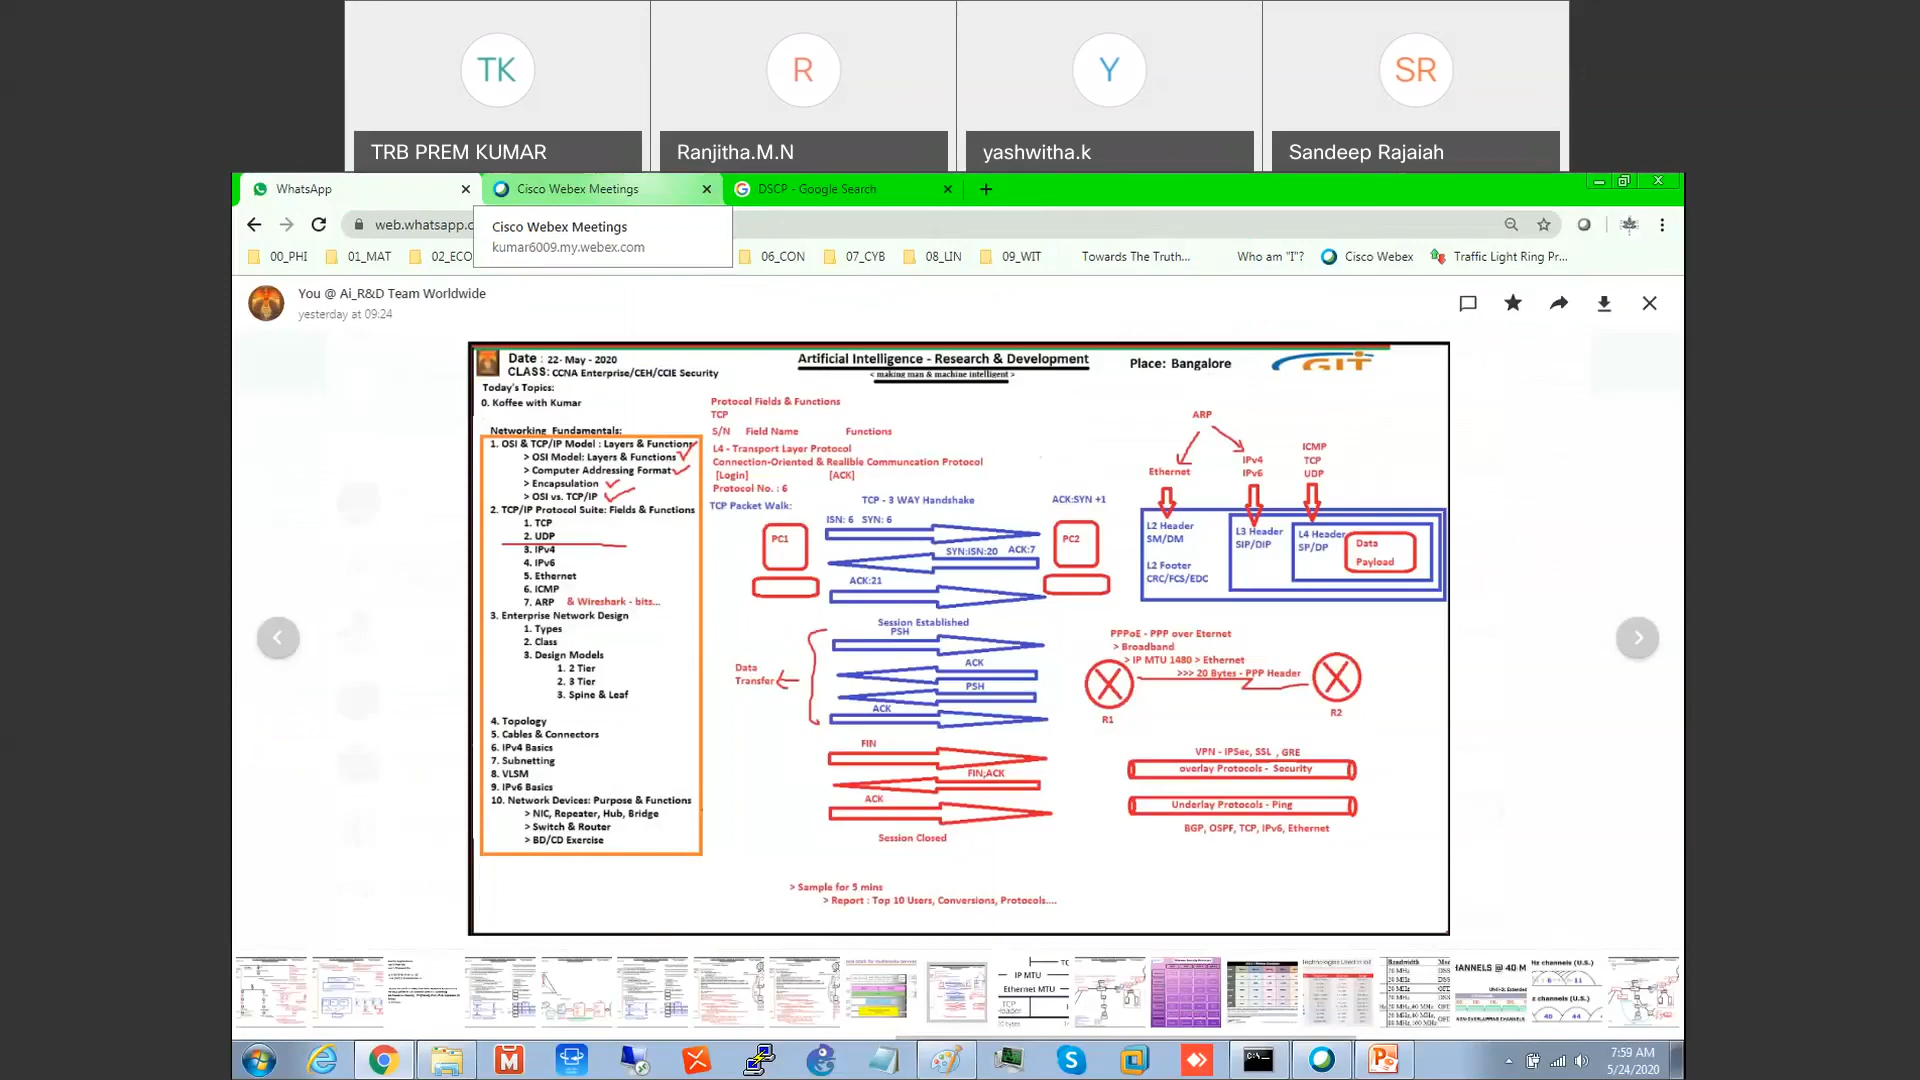 TK
R
Y
SR
TRB PREM KUMAR
Ranjitha.M.N
yashwitha.k
Sandeep Rajaiah
WhatsApp
Cisco Webex Meetings
DSCP - Google Search
web.whatsapp.c
Cisco Webex Meetings
kumar6009.my.webex.com
00_PHI
01_MAT
02_ECO
06_CON
07_CYB
08_LIN
09_WIT
Towards The Truth...
Who am "I"?
Cisco Webex
Traffic Light Ring Pr...
You @ Ai_R&D Team Worldwide
yesterday at 09:24
Date : 22- May - 2020
CLASS: CCNA Enterprise/CEH/CCIE Security
Artificial Intelligence - Research & Development
< making man & machine intelligent >
Place: Bangalore
GIT
Today's Topics:
0. Koffee with Kumar
Networking Fundamentals:
1. OSI & TCP/IP Model : Layers & Functions
> OSI Model: Layers & Functions
> Computer Addressing Format
> Encapsulation
> OSI vs. TCP/IP
2. TCP/IP Protocol Suite: Fields & Functions
1. TCP
2. UDP
3. IPv4
4. IPv6
5. Ethernet
6. ICMP
7. ARP & Wireshark - bits...
3. Enterprise Network Design
1. Types
2. Class
3. Design Models
1. 2 Tier
2. 3 Tier
3. Spine & Leaf
4. Topology
5. Cables & Connectors
6. IPv4 Basics
7. Subnetting
8. VLSM
9. IPv6 Basics
10. Network Devices: Purpose & Functions
> NIC, Repeater, Hub, Bridge
> Switch & Router
> BD/CD Exercise
Protocol Fields & Functions
TCP
S/N Field Name Functions
L4 - Transport Layer Protocol
Connection-Oriented & Realible Communcation Protocol
[Login] [ACK]
Protocol No. : 6
TCP Packet Walk:
TCP - 3 WAY Handshake
ACK:SYN +1
ISN: 6 SYN: 6
PC1
PC2
SYN:ISN:20 ACK:7
ACK:21
Session Established
PSH
ACK
PSH
ACK
Data
Transfer
FIN
FIN;ACK
ACK
Session Closed
> Sample for 5 mins
> Report : Top 10 Users, Conversions, Protocols....
ARP
Ethernet
IPv4
IPv6
ICMP
TCP
UDP
L2 Header
SM/DM
L2 Footer
CRC/FCS/EDC
L3 Header
SIP/DIP
L4 Header
SP/DP
Data
Payload
PPPoE - PPP over Eternet
> Broadband
> IP MTU 1480 > Ethernet
>>> 20 Bytes - PPP Header
R1
R2
VPN - IPSec, SSL , GRE
overlay Protocols - Security
Underlay Protocols - Ping
BGP, OSPF, TCP, IPv6, Ethernet
IP MTU
Ethernet MTU
TCP
HANNELS @ 40 M
Hz channels (U.S.)
6
11
z channels (U.S.)
40
44
7:59 AM
5/24/2020